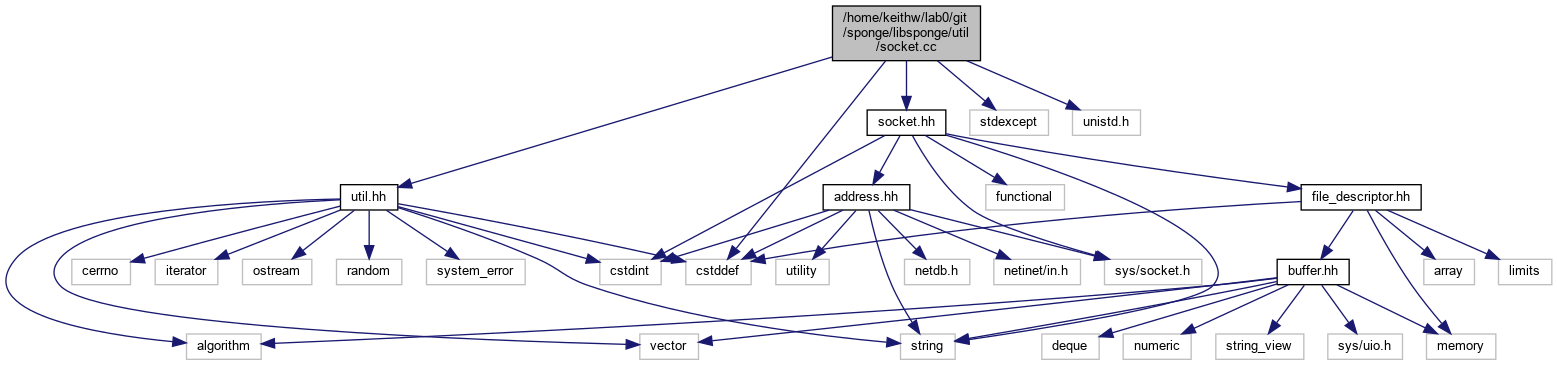 /home/keithw/lab0/git
/sponge/libsponge/util
/socket.cc
socket.hh
stdexcept
unistd.h
util.hh
address.hh
functional
file_descriptor.hh
cerrno
iterator
ostream
random
system_error
cstdint
cstddef
utility
netdb.h
netinet/in.h
sys/socket.h
buffer.hh
array
limits
algorithm
vector
string
deque
numeric
string_view
sys/uio.h
memory